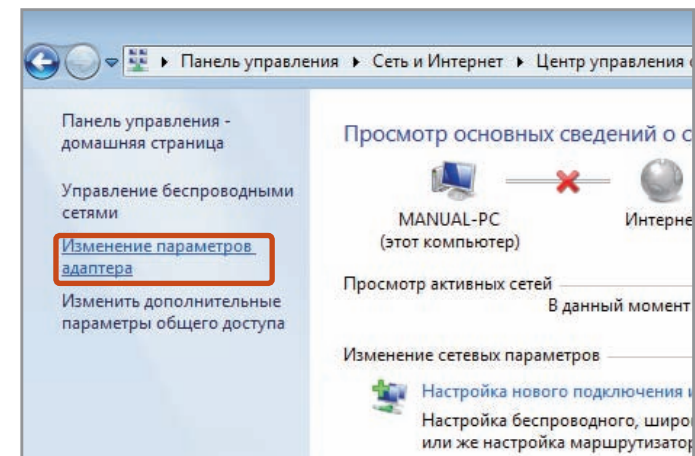 Панель управления ▸ Сеть и Интернет ▸ Центр управления
Панель управления -
домашняя страница
Управление беспроводными
сетями
Изменение параметров
адаптера
Изменить дополнительные
параметры общего доступа
Просмотр основных сведений о с
MANUAL-PC
(этот компьютер)
Интерне
Просмотр активных сетей
В данный момент
Изменение сетевых параметров
Настройка нового подключения и
Настройка беспроводного, широ
или же настройка маршрутизатор